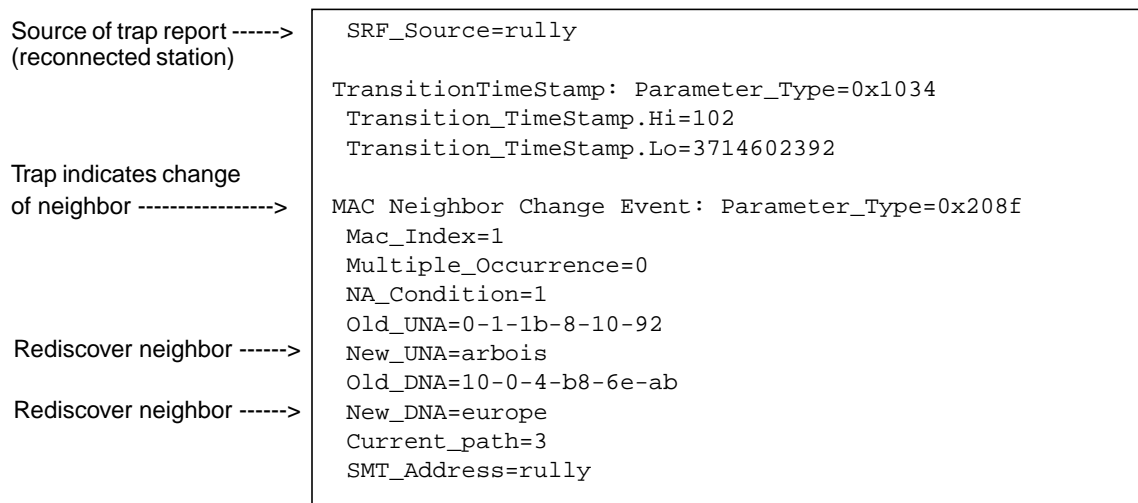 Source of trap report ------> SRF_Source=rully
(reconnected station)
TransitionTimeStamp: Parameter_Type=0x1034
Transition_TimeStamp.Hi=102
Transition_TimeStamp.Lo=3714602392
Trap indicates change
of neighbor -----------------> MAC Neighbor Change Event: Parameter_Type=0x208f
Mac_Index=1
Multiple_Occurrence=0
NA_Condition=1
Old_UNA=0-1-1b-8-10-92
Rediscover neighbor ------> New_UNA=arbois
Old_DNA=10-0-4-b8-6e-ab
Rediscover neighbor ------> New_DNA=europe
Current_path=3
SMT_Address=rully